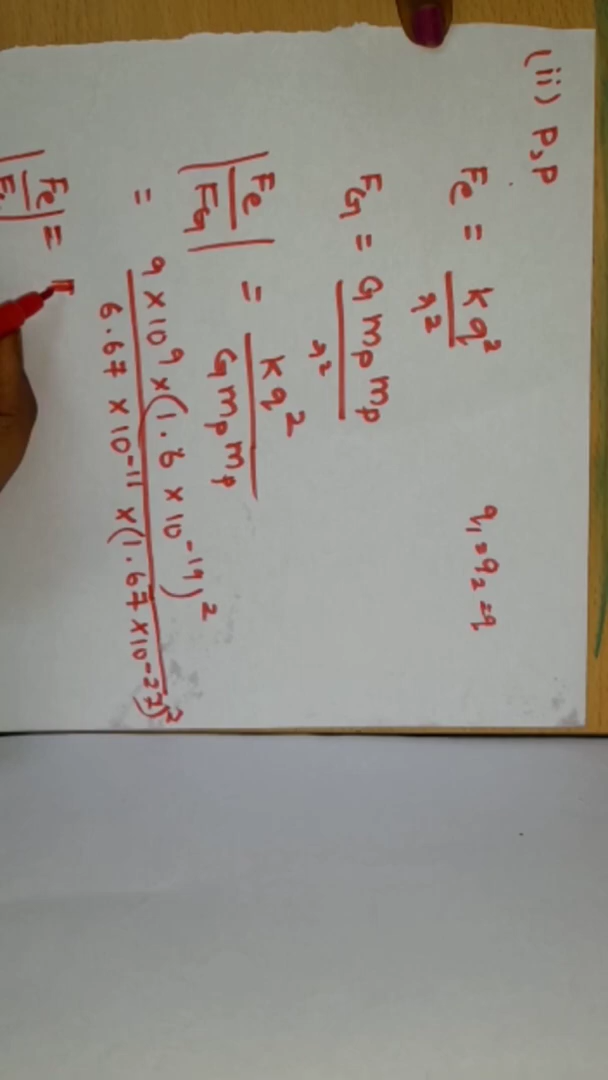 (ii) P,P
Fe = kq²/r² q₁ = q₂ = q
FG = G mp mp/r²
|Fe/FG| = kq²/G mp mp
= 9 × 10⁹ × (1.6 × 10⁻¹⁹)²/6.67 × 10⁻¹¹ × (1.67 × 10⁻²⁷)²
|Fe/F =